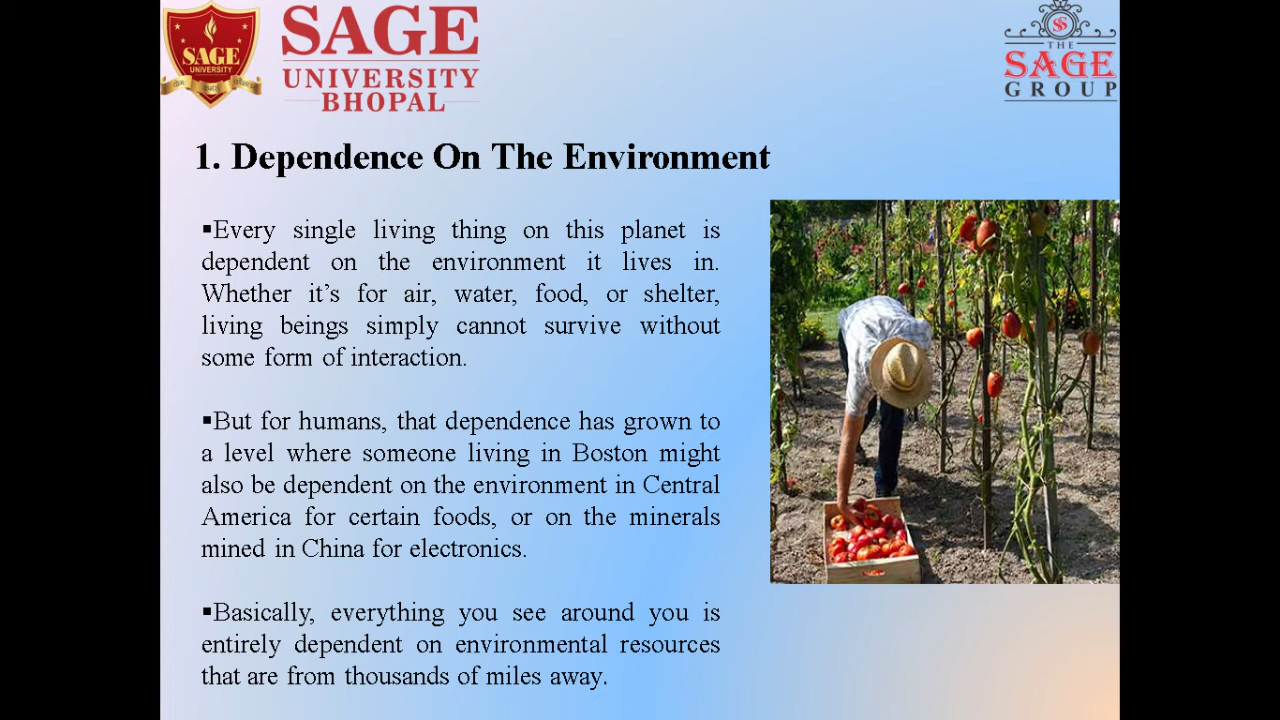 SAGE
UNIVERSITY
SAGE
UNIVERSITY
BHOPAL
THE
SAGE
GROUP
1. Dependence On The Environment
▪Every single living thing on this planet is
dependent on the environment it lives in.
Whether it’s for air, water, food, or shelter,
living beings simply cannot survive without
some form of interaction.
▪But for humans, that dependence has grown to
a level where someone living in Boston might
also be dependent on the environment in Central
America for certain foods, or on the minerals
mined in China for electronics.
▪Basically, everything you see around you is
entirely dependent on environmental resources
that are from thousands of miles away.